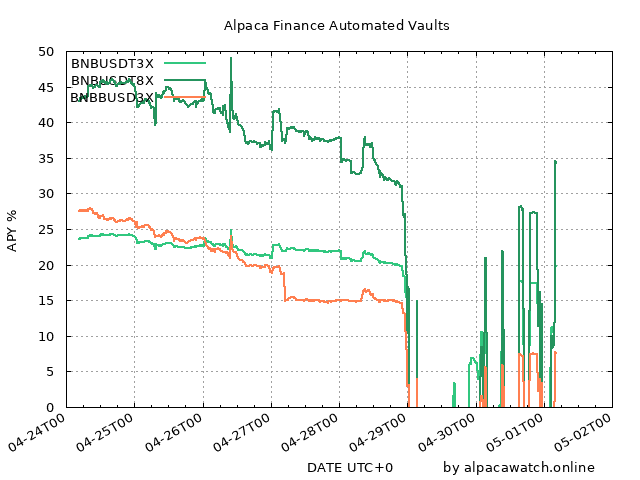 Alpaca Finance Automated Vaults
50
45
40
35
30
25
20
15
10
5
0
APY %
BNBUSDT3X
BNBUSDT8X
BNBBUSD3X
04-24T00
04-25T00
04-26T00
04-27T00
04-28T00
04-29T00
04-30T00
05-01T00
05-02T00
DATE UTC+0
by alpacawatch.online